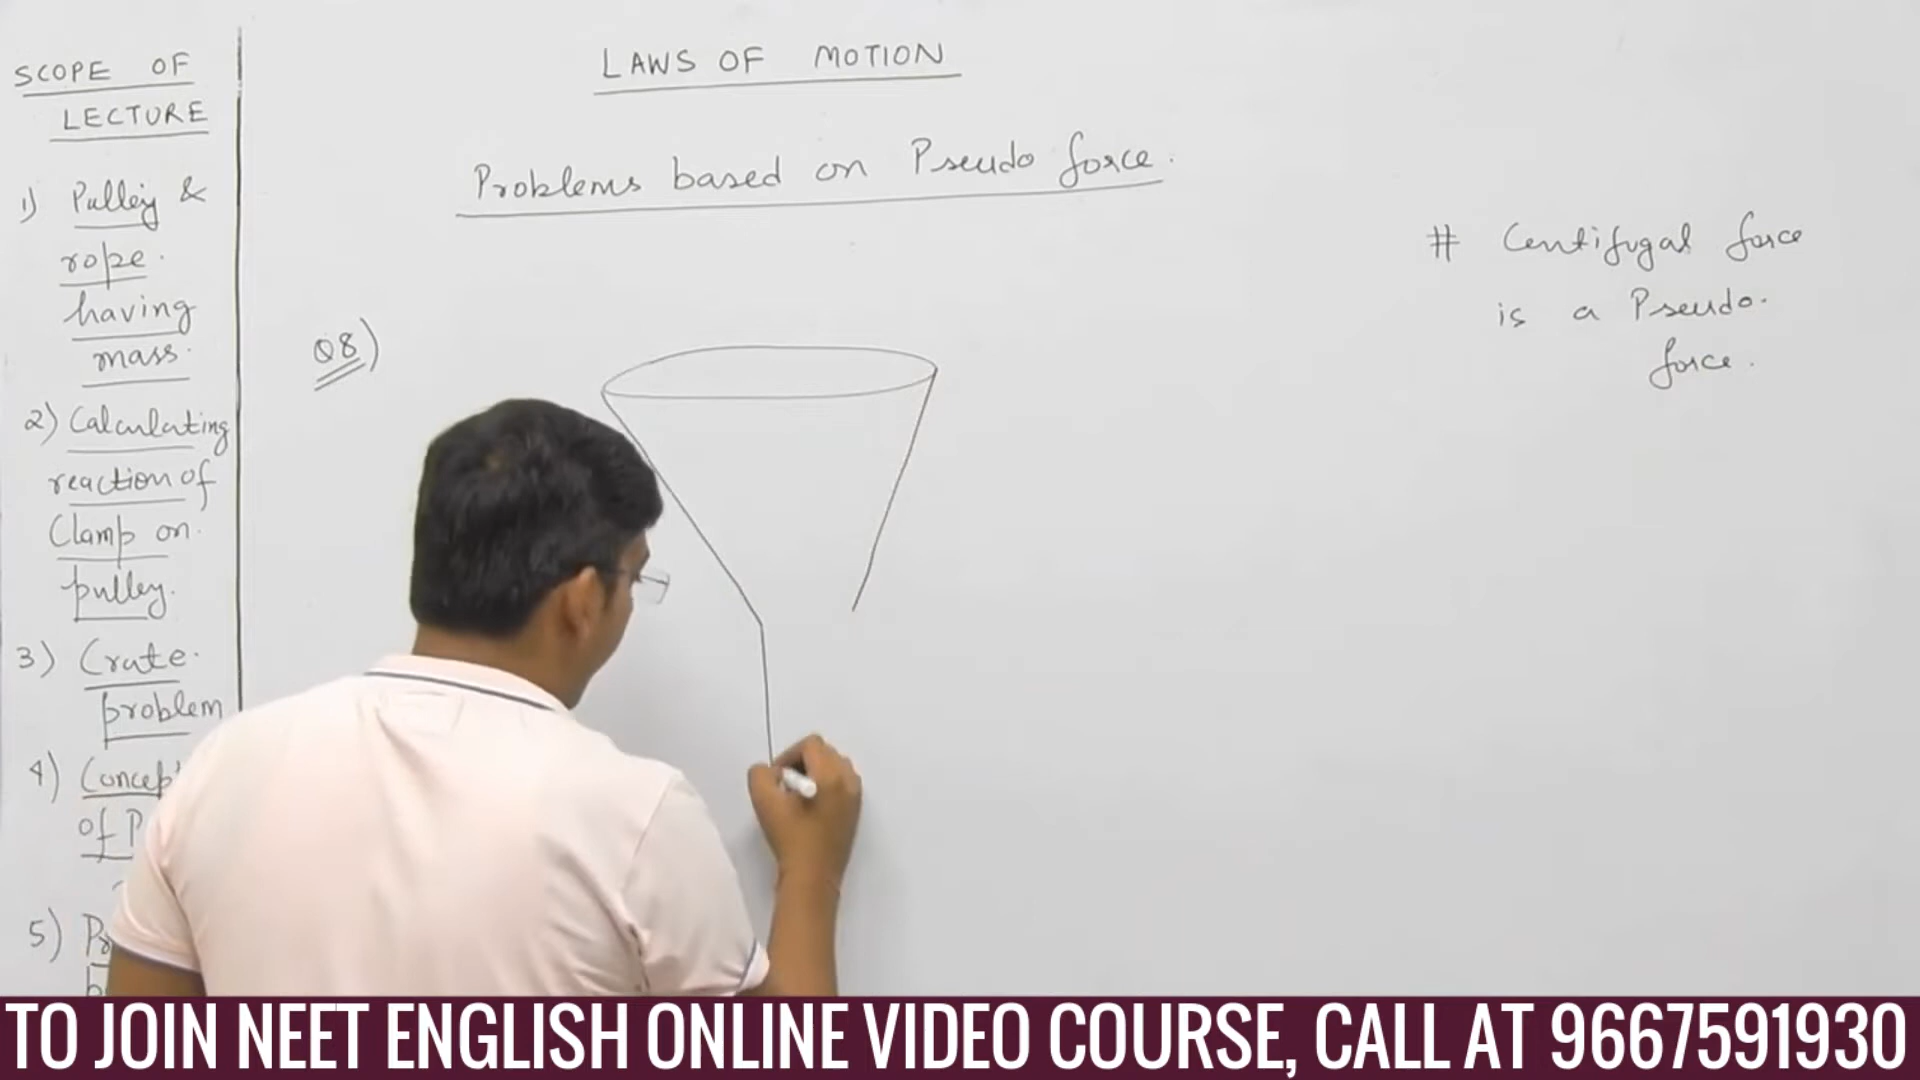 SCOPE OF
LECTURE
1) Pulley &
rope.
having
mass.
2) Calculating
reaction of
Clamp on.
pulley.
3) Crate.
problem
4)
of
5)
LAWS OF MOTION
Problems based on Pseudo force.
Q8)
# Centifugal force
is a Pseudo.
force.
TO JOIN NEET ENGLISH ONLINE VIDEO COURSE, CALL AT 9667591930